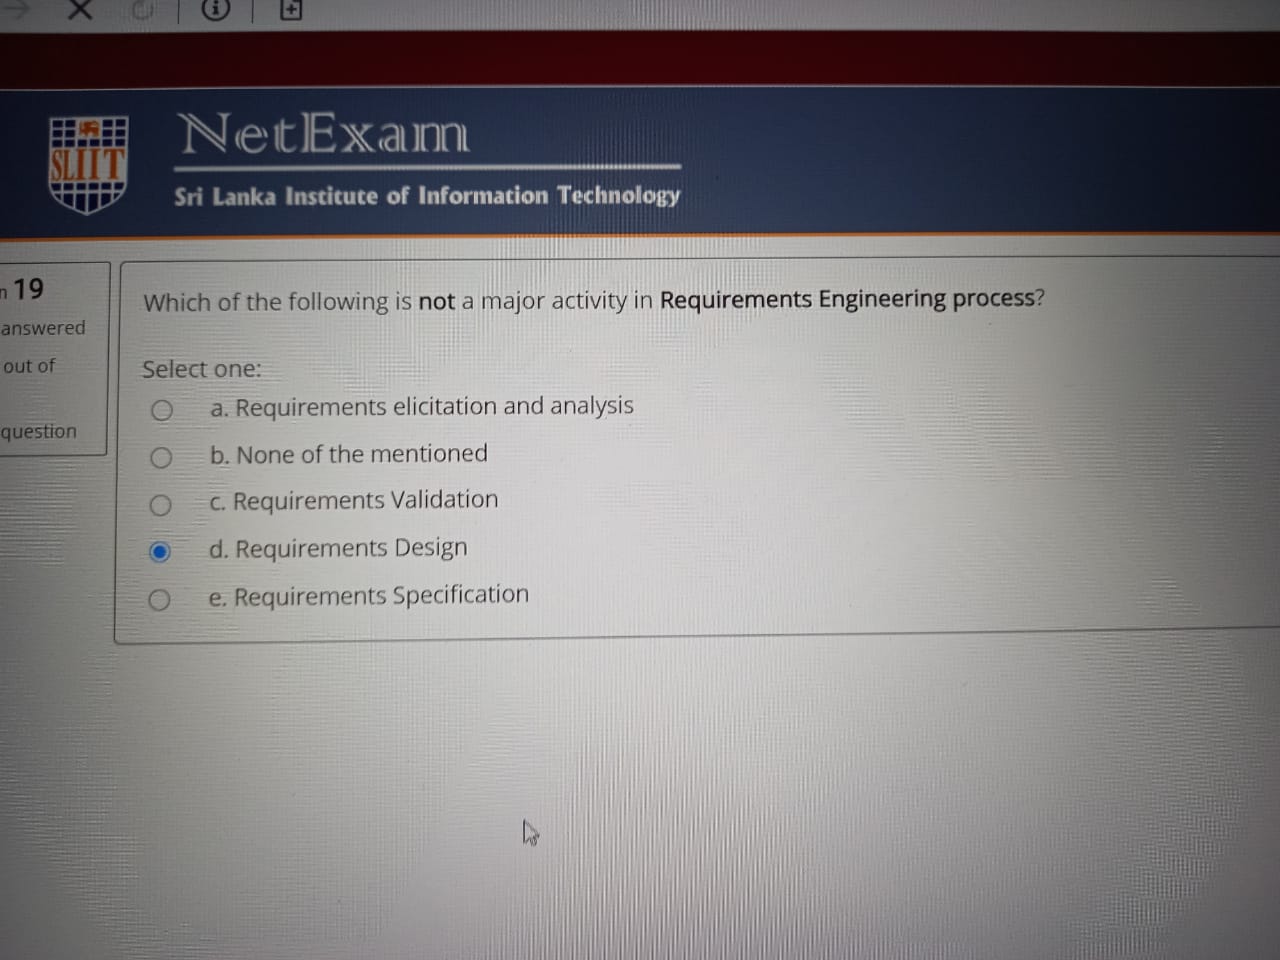 SLIIT
NetExam
Sri Lanka Institute of Information Technology
19
answered
out of
question
Which of the following is not a major activity in Requirements Engineering process?
Select one:
a. Requirements elicitation and analysis
b. None of the mentioned
c. Requirements Validation
d. Requirements Design
e. Requirements Specification